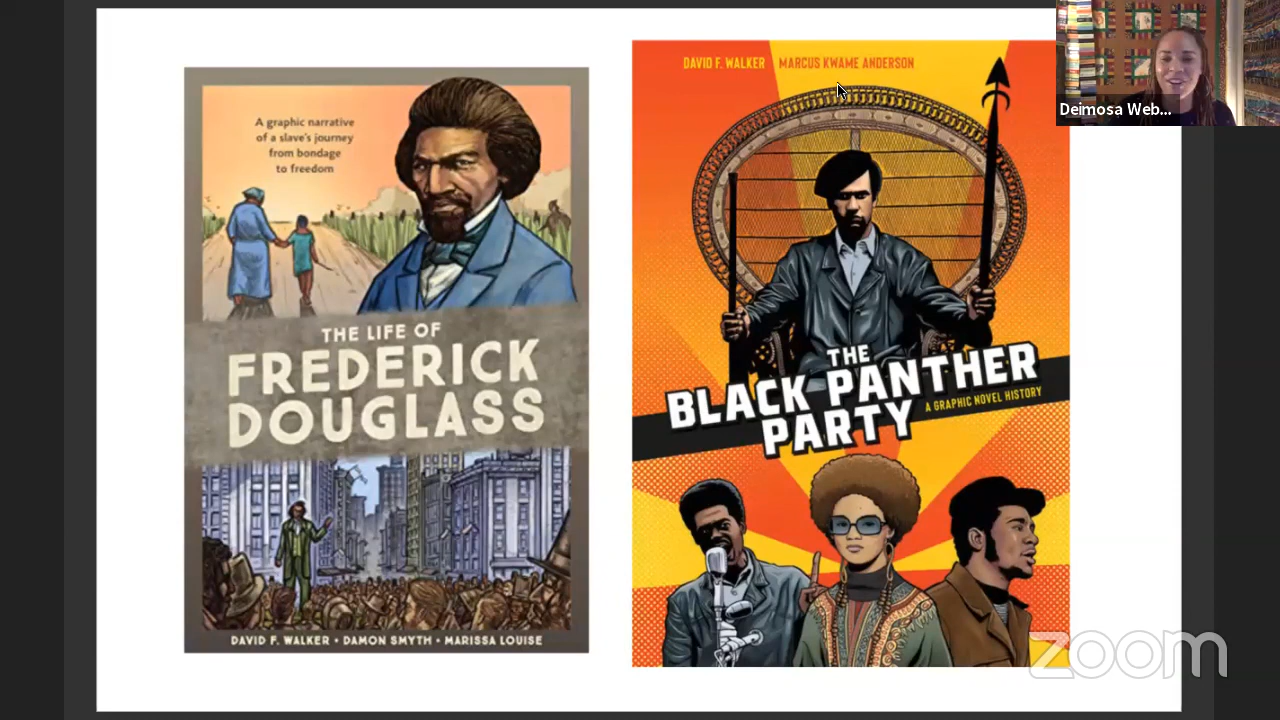 A graphic narrative
of a slave's journey
from bondage
to freedom
THE LIFE OF
FREDERICK
DOUGLASS
DAVID F. WALKER • DAMON SMYTH • MARISSA LOUISE
DAVID F. WALKER MARCUS KWAME ANDERSON
THE
BLACK PANTHER
PARTY
A GRAPHIC NOVEL HISTORY
Deimosa Web...
zoom